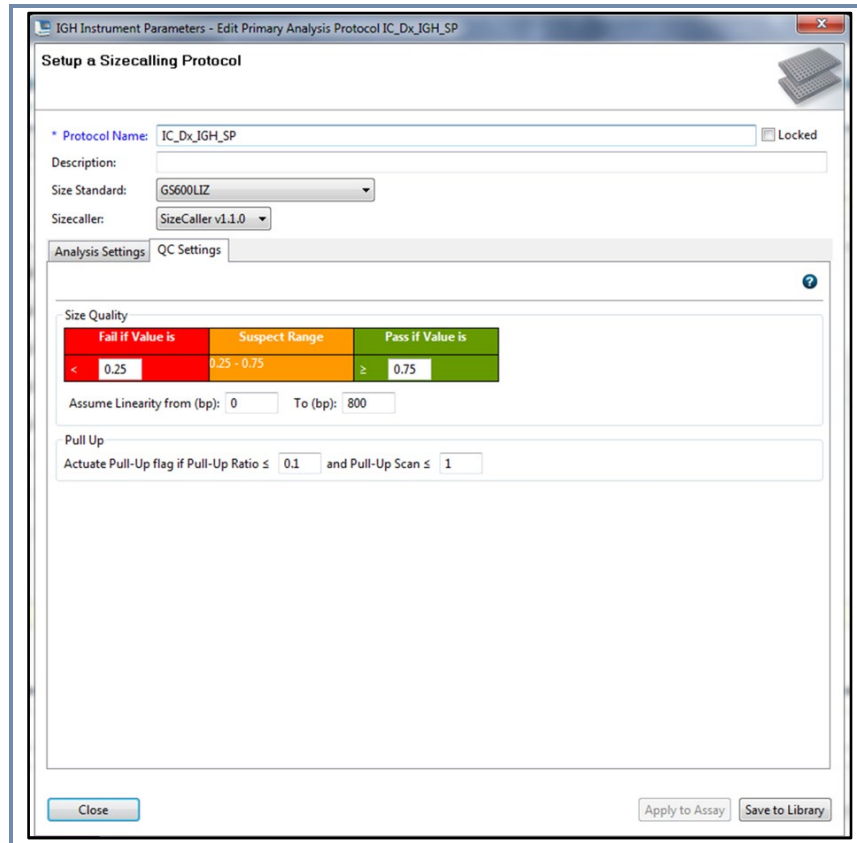 IGH Instrument Parameters - Edit Primary Analysis Protocol IC_Dx_IGH_SP
Setup a Sizecalling Protocol
* Protocol Name: IC_Dx_IGH_SP Locked
Description:
Size Standard: GS600LIZ
Sizecaller: SizeCaller v1.1.0
Analysis Settings QC Settings
Size Quality
Fail if Value is Suspect Range Pass if Value is
< 0.25 0.25 - 0.75 ≥ 0.75
Assume Linearity from (bp): 0 To (bp): 800
Pull Up
Actuate Pull-Up flag if Pull-Up Ratio ≤ 0.1 and Pull-Up Scan ≤ 1
Close Apply to Assay Save to Library